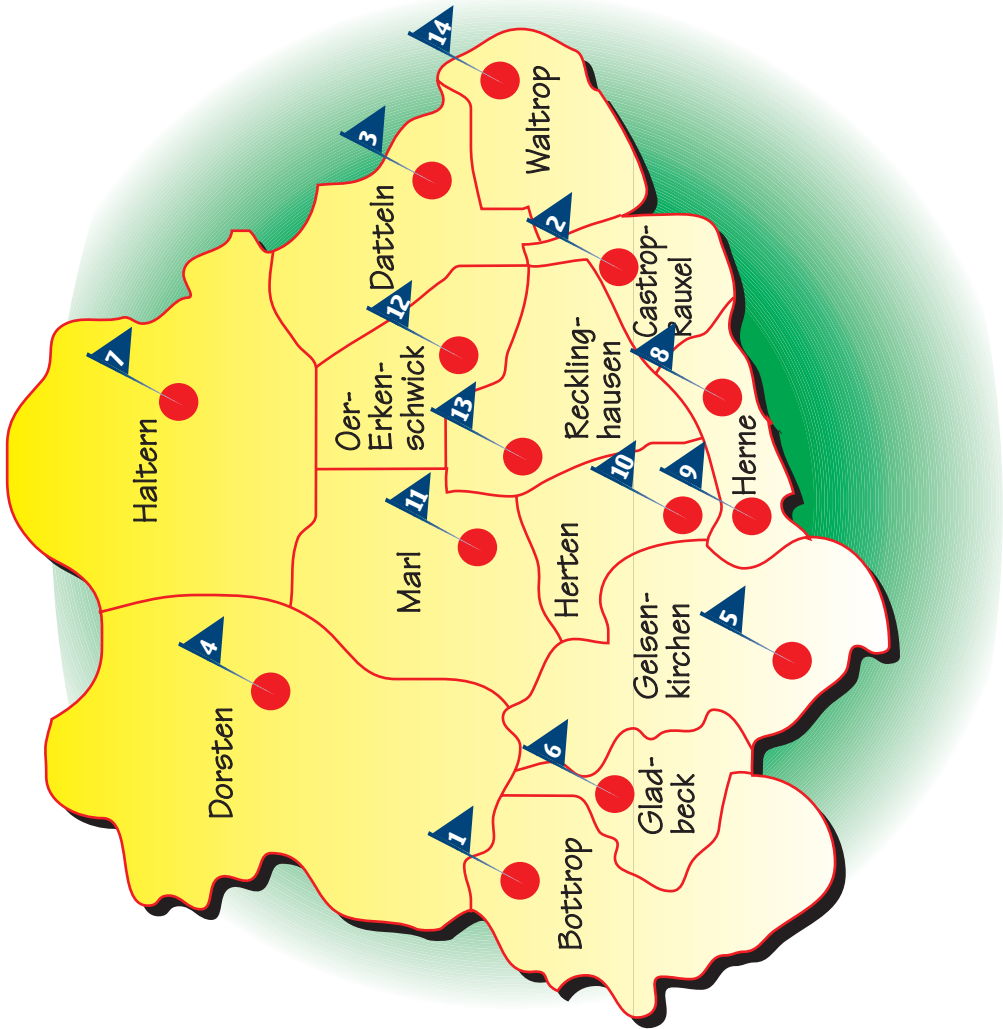 7
Haltern
4
Dorsten
3
Datteln
12
Oer-
Erken-
schwick
11
Marl
14
Waltrop
13
Reckling-
hausen
1
Bottrop
10
Herten
2
Castrop-
Rauxel
6
Glad-
beck
5
Gelsen-
kirchen
8
9
Herne